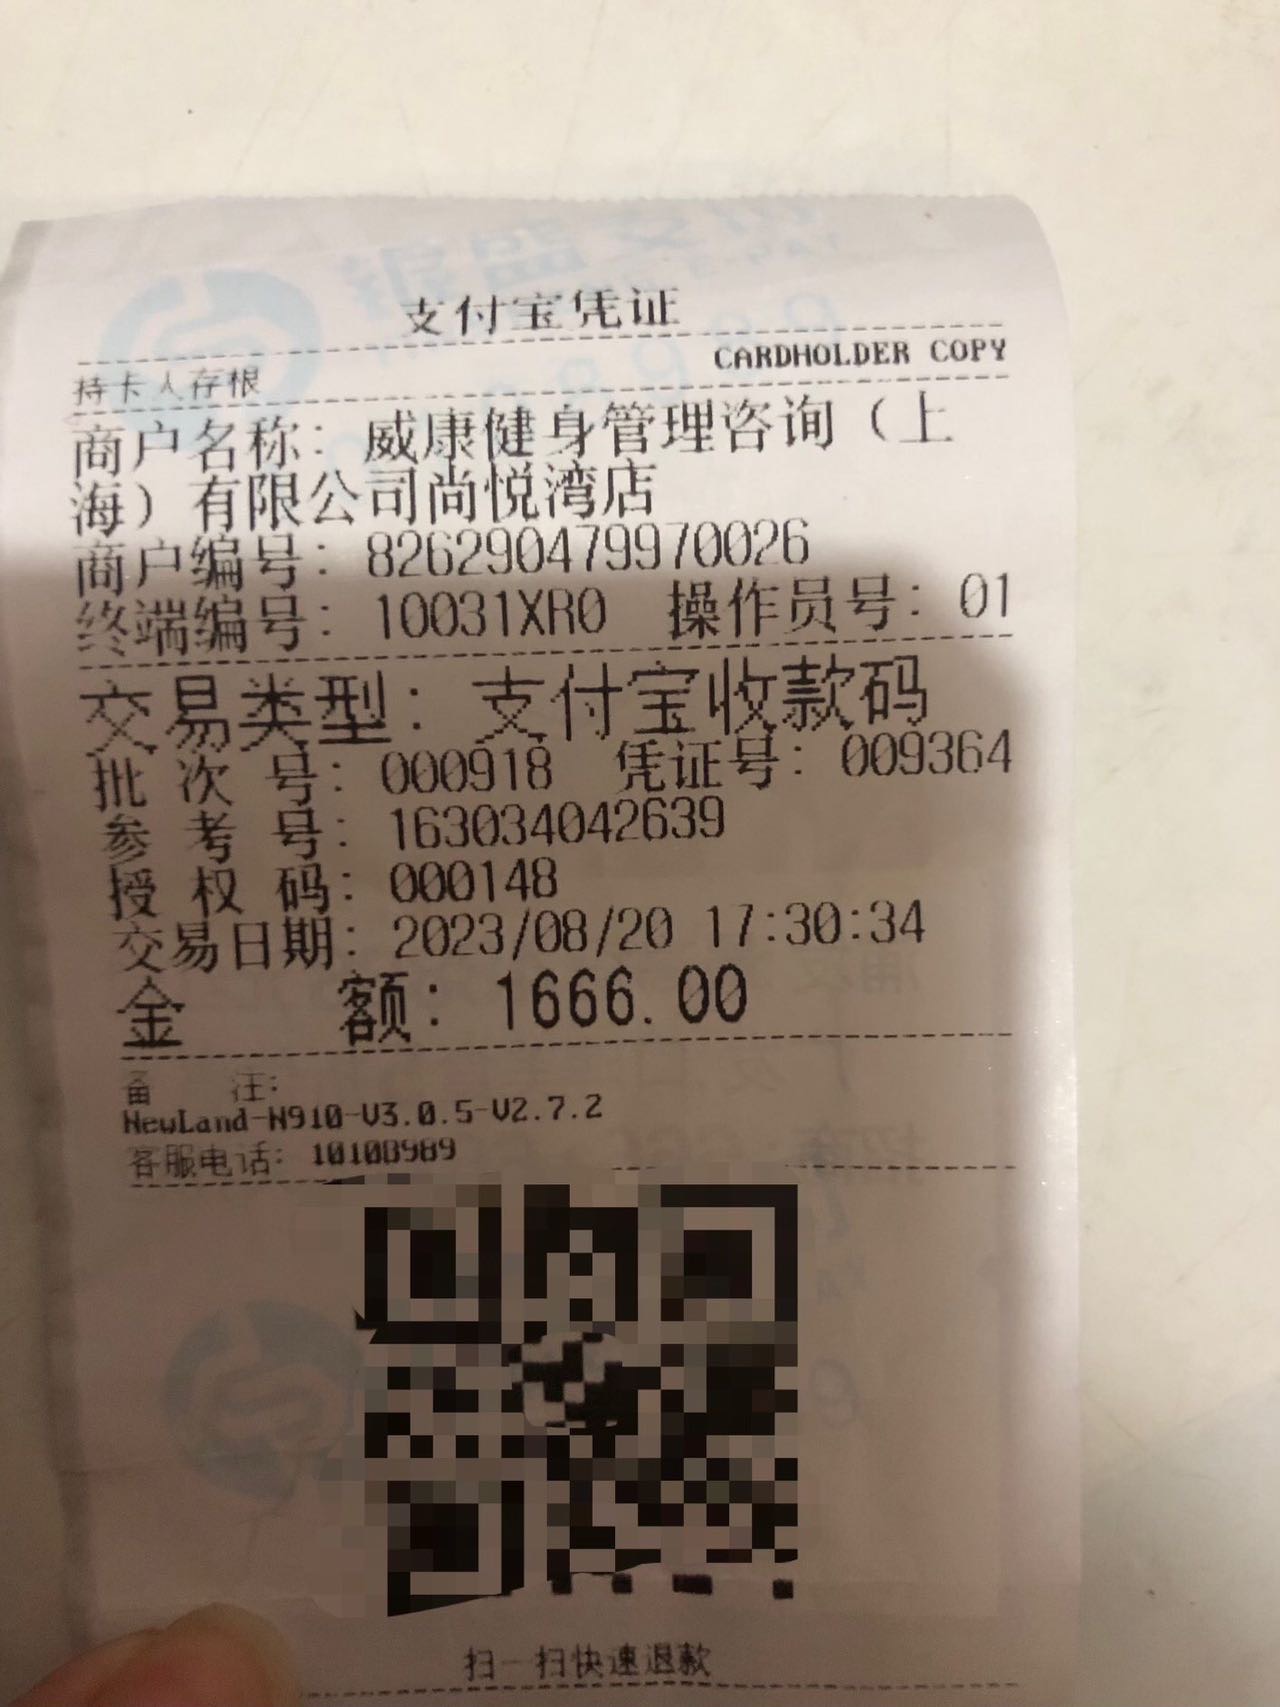 支付宝凭证
CARDHOLDER COPY
持卡人存根
商户名称：威康健身管理咨询（上
海）有限公司尚悦湾店
商户编号：826290479970026
终端编号：10031XR0 操作员号：01
交易类型：支付宝收款码
批次号：000918 凭证号：009364
参考号：163034042639
授权码：000148
交易日期：2023/08/20 17:30:34
金额：1666.00
备注：
NewLand-N910-V3.0.5-V2.7.2
客服电话：10108989
扫一扫快速退款